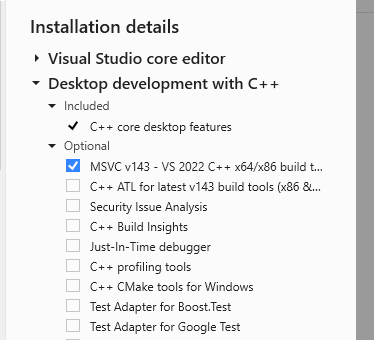 Installation details
Visual Studio core editor
Desktop development with C++
Included
C++ core desktop features
Optional
MSVC v143 - VS 2022 C++ x64/x86 build t...
C++ ATL for latest v143 build tools (x86 &...
Security Issue Analysis
C++ Build Insights
Just-In-Time debugger
C++ profiling tools
C++ CMake tools for Windows
Test Adapter for Boost.Test
Test Adapter for Google Test